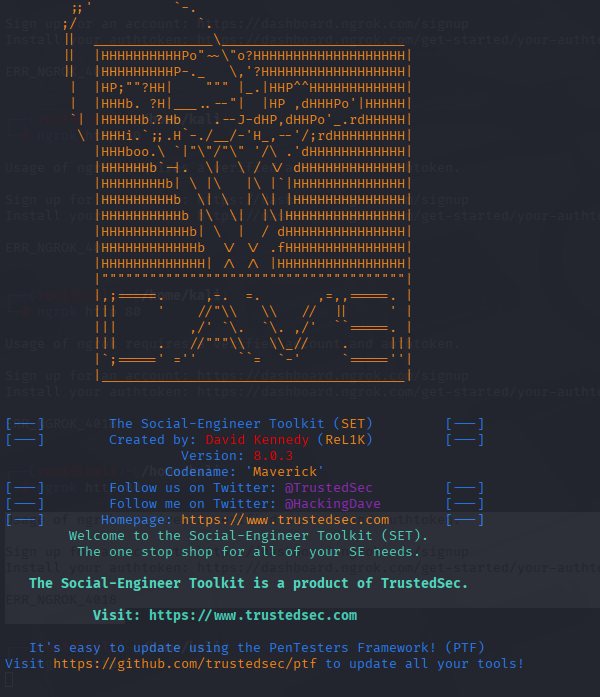 [---]        The Social-Engineer Toolkit (SET)         [---]
[---]        Created by: David Kennedy (ReL1K)         [---]
Version: 8.0.3
Codename: 'Maverick'
[---]        Follow us on Twitter: @TrustedSec         [---]
[---]        Follow me on Twitter: @HackingDave        [---]
[---]       Homepage: https://www.trustedsec.com       [---]
Welcome to the Social-Engineer Toolkit (SET).
The one stop shop for all of your SE needs.
The Social-Engineer Toolkit is a product of TrustedSec.
Visit: https://www.trustedsec.com
It's easy to update using the PenTesters Framework! (PTF)
Visit https://github.com/trustedsec/ptf to update all your tools!